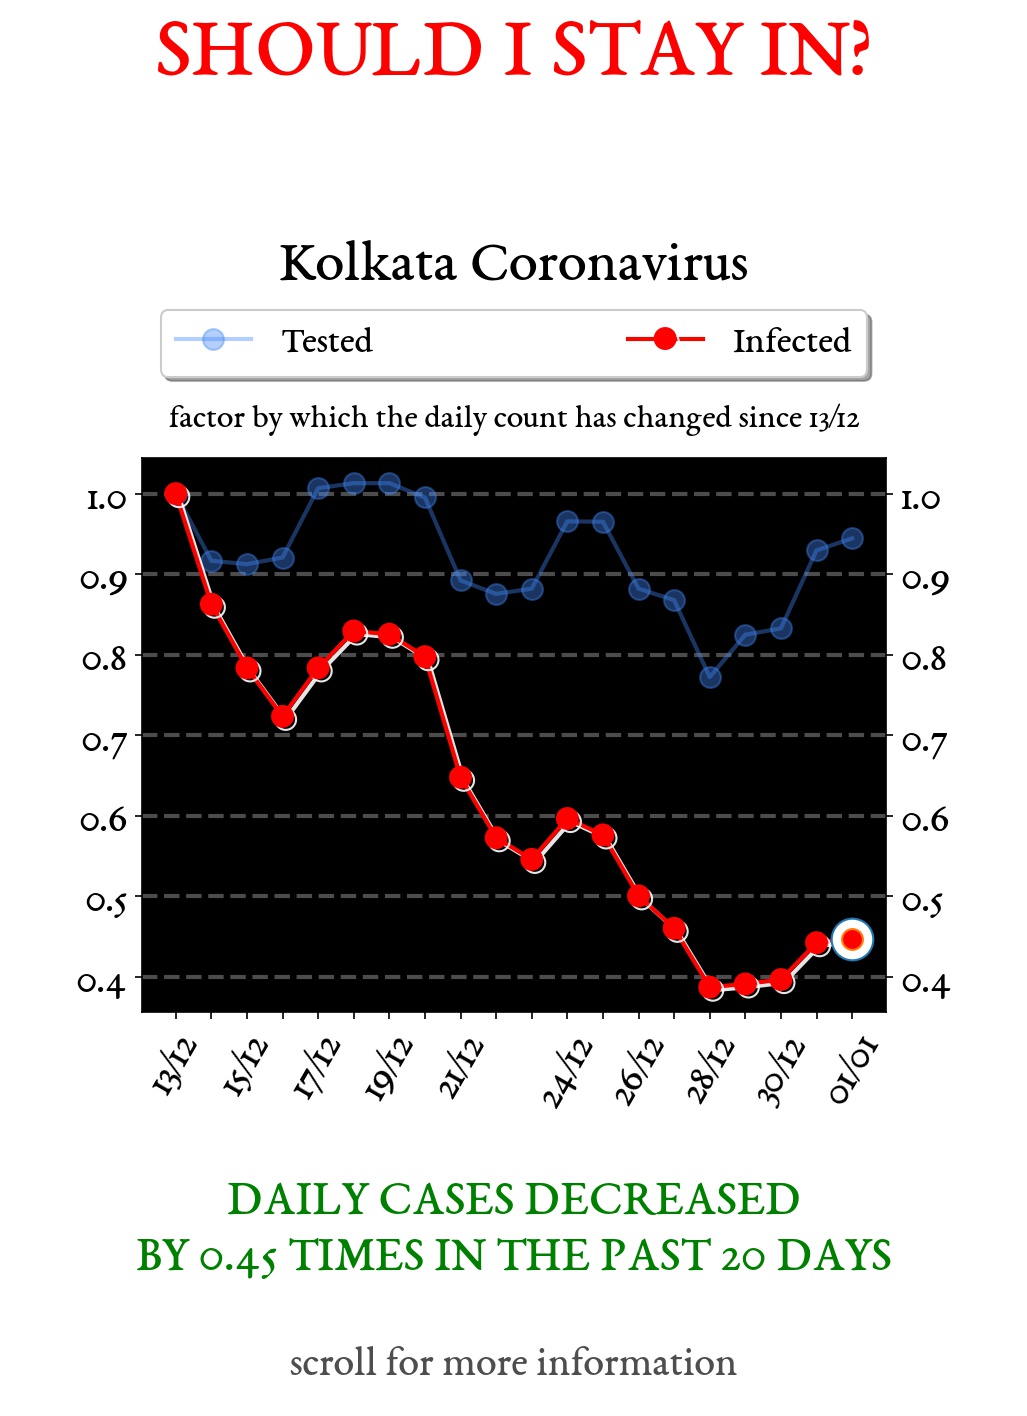 SHOULD I STAY IN?
Kolkata Coronavirus
Tested Infected
factor by which the daily count has changed since 13/12
1.0 1.0
0.9 0.9
0.8 0.8
0.7 0.7
0.6 0.6
0.5 0.5
0.4 0.4
13/12 15/12 17/12 19/12 21/12 24/12 26/12 28/12 30/12 01/01
DAILY CASES DECREASED
BY 0.45 TIMES IN THE PAST 20 DAYS
scroll for more information